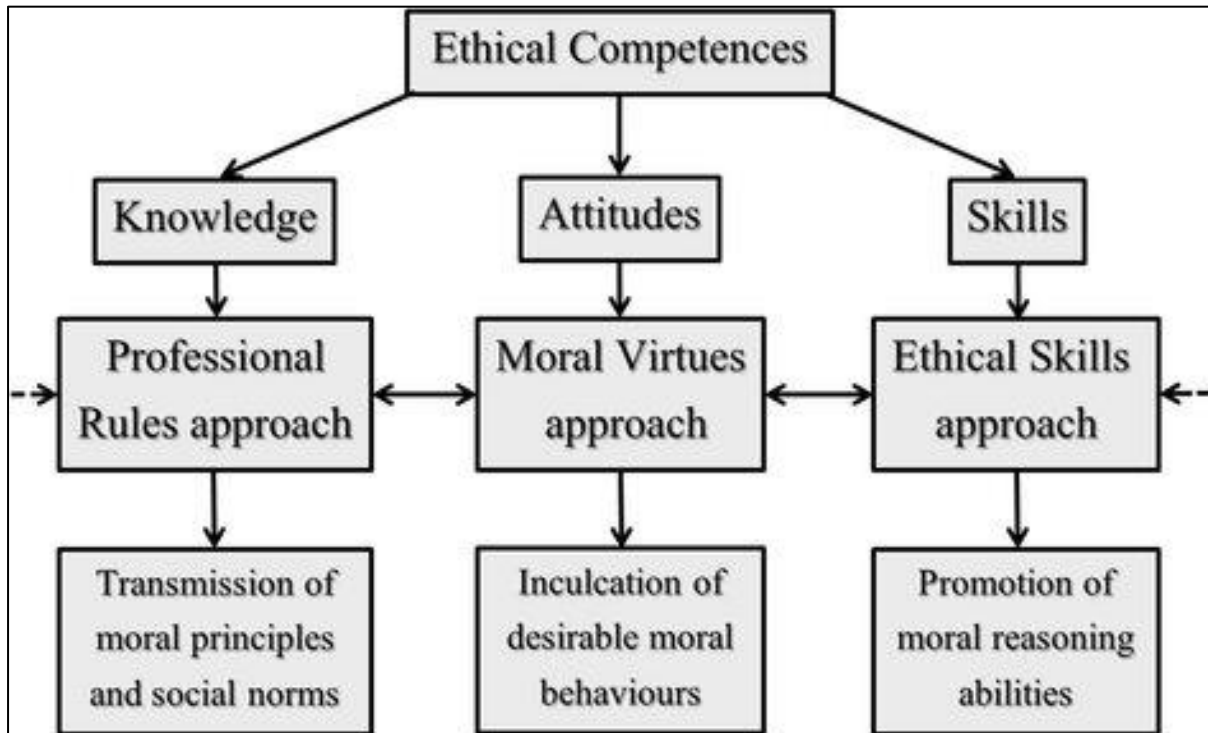 Ethical Competences
Knowledge
Attitudes
Skills
Professional
Rules approach
Moral Virtues
approach
Ethical Skills
approach
Transmission of
moral principles
and social norms
Inculcation of
desirable moral
behaviours
Promotion of
moral reasoning
abilities